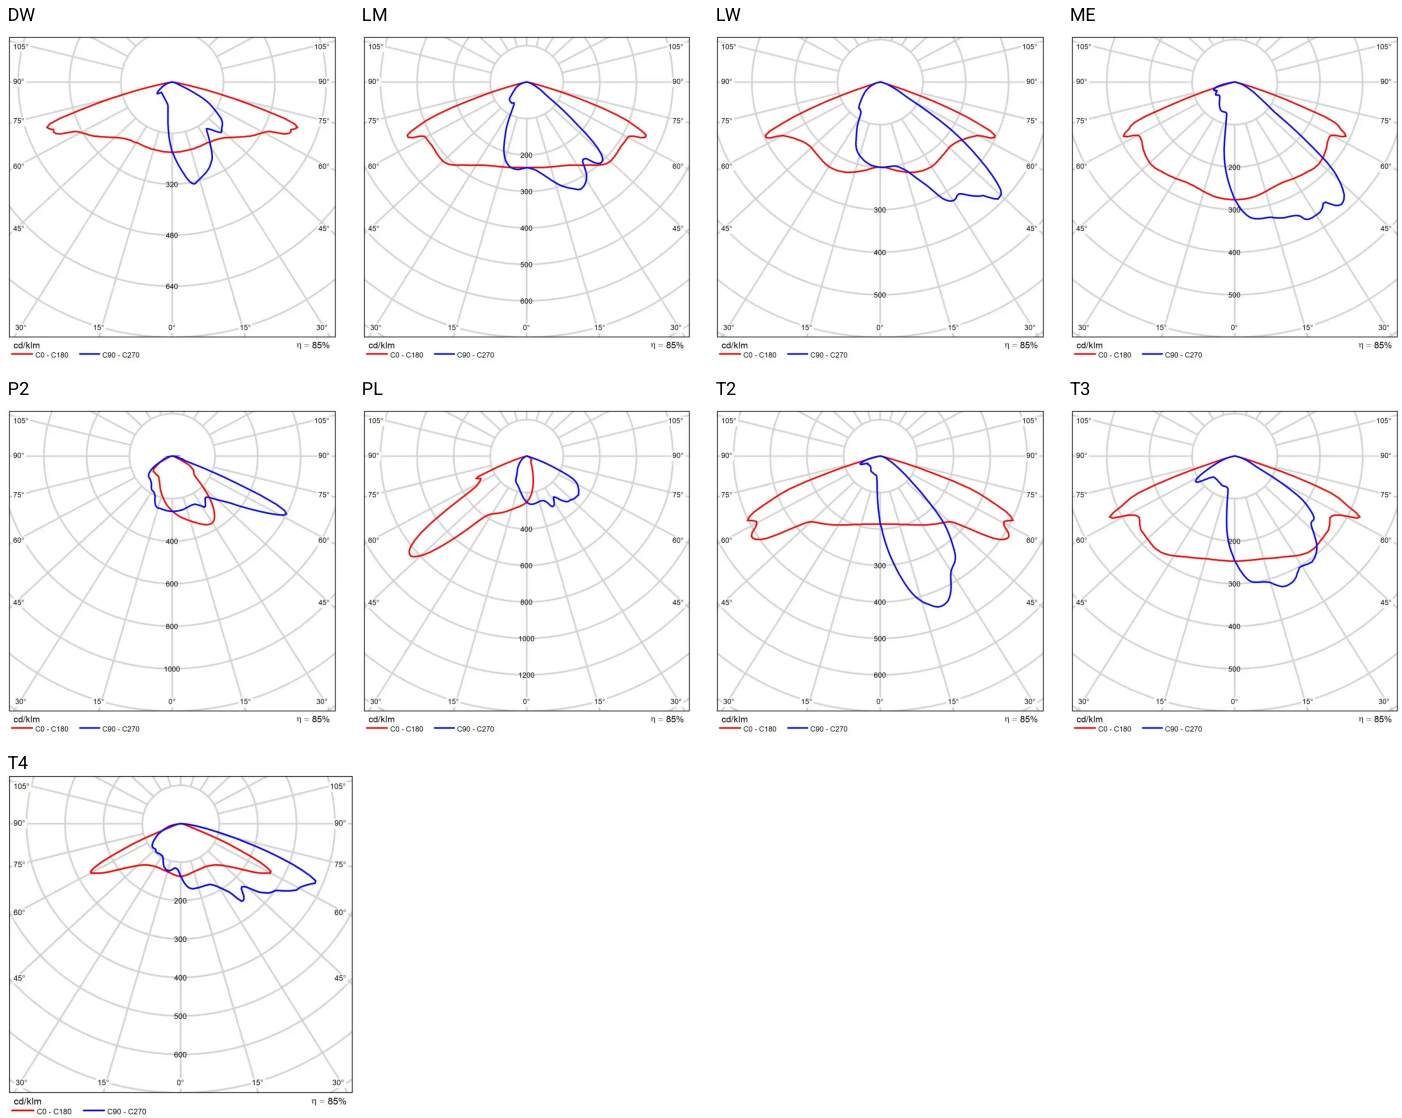 DW LM LW ME
105° 105° 105° 105° 105° 105° 105° 105°
90° 90° 90° 90° 90° 90° 90° 90°
75° 75° 75° 75° 75° 75° 75° 75°
200
60° 60° 60° 60° 60° 60° 60° 60°
200
320 300
300 300
45° 45° 45° 45° 45° 45° 45° 45°
480 400 400 400
500
640 500 500
600
30° 15° 0° 15° 30° 30° 15° 0° 15° 30° 30° 15° 0° 15° 30° 30° 15° 0° 15° 30°
cd/klm η = 85% cd/klm η = 85% cd/klm η = 85% cd/klm η = 85%
C0 - C180 C90 - C270 C0 - C180 C90 - C270 C0 - C180 C90 - C270 C0 - C180 C90 - C270
P2 PL T2 T3
105° 105° 105° 105° 105° 105° 105° 105°
90° 90° 90° 90° 90° 90° 90° 90°
75° 75° 75° 75° 75° 75° 75° 75°
400
60° 400 60° 60° 60° 60° 60° 60° 200 60°
600 300
600 300
45° 45° 45° 800 45° 45° 400 45° 45° 45°
800 400
1000 500
1000 500
1200 600
30° 15° 0° 15° 30° 30° 15° 0° 15° 30° 30° 15° 0° 15° 30° 30° 15° 0° 15° 30°
cd/klm η = 85% cd/klm η = 85% cd/klm η = 85% cd/klm η = 85%
C0 - C180 C90 - C270 C0 - C180 C90 - C270 C0 - C180 C90 - C270 C0 - C180 C90 - C270
T4
105° 105°
90° 90°
75° 75°
200
60° 60°
300
45° 400 45°
500
600
30° 15° 0° 15° 30°
cd/klm η = 85%
C0 - C180 C90 - C270